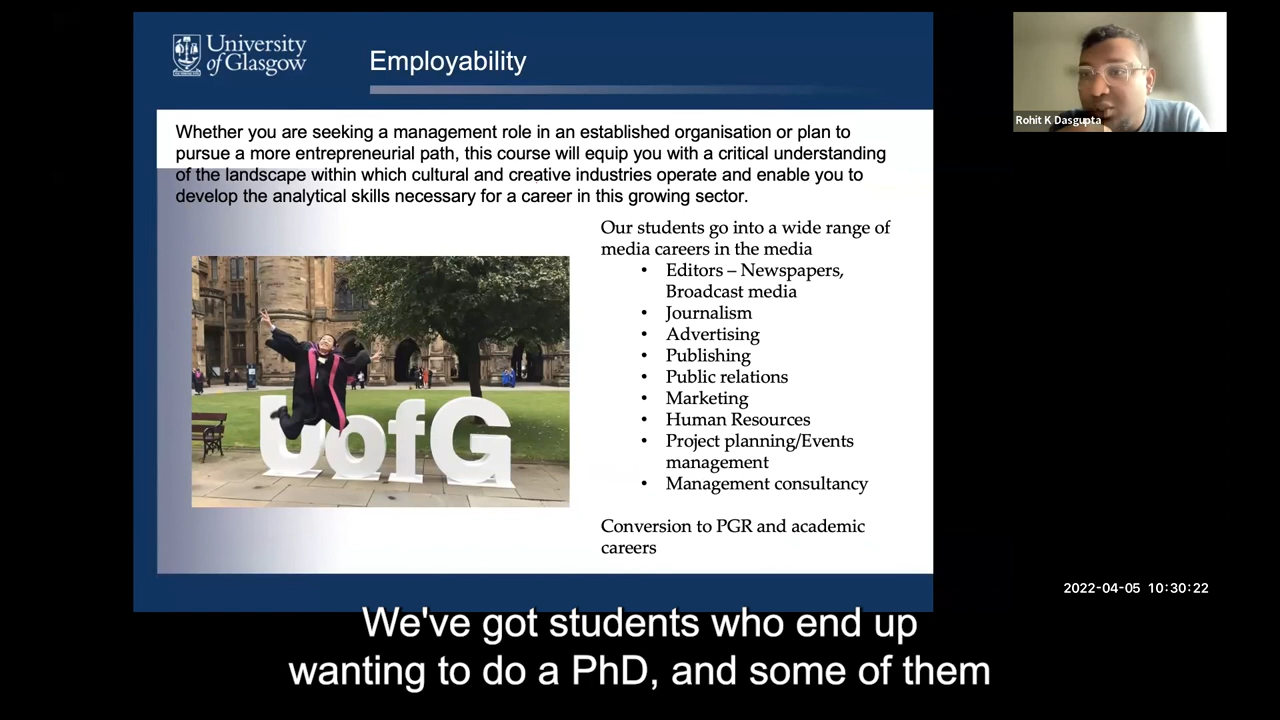 University
of Glasgow
Employability
Rohit K Dasgupta
Whether you are seeking a management role in an established organisation or plan to
pursue a more entrepreneurial path, this course will equip you with a critical understanding
of the landscape within which cultural and creative industries operate and enable you to
develop the analytical skills necessary for a career in this growing sector.
Our students go into a wide range of
media careers in the media
• Editors – Newspapers,
Broadcast media
• Journalism
• Advertising
• Publishing
• Public relations
• Marketing
• Human Resources
• Project planning/Events
management
• Management consultancy
Conversion to PGR and academic
careers
UofG
2022-04-05 10:30:22
We've got students who end up
wanting to do a PhD, and some of them